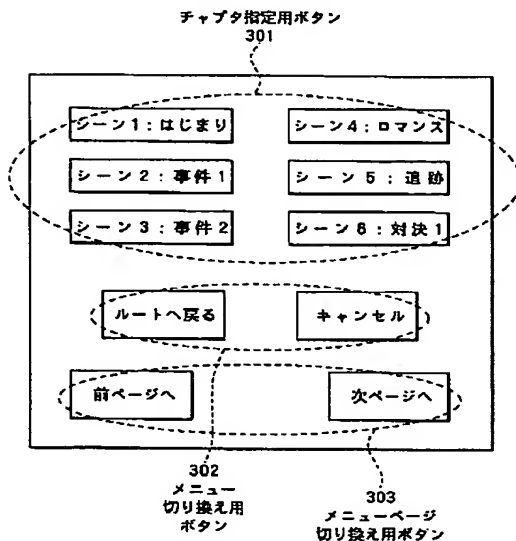 チャプタ指定用ボタン
301
シーン1：はじまり
シーン4：ロマンス
シーン2：事件1
シーン5：追跡
シーン3：事件2
シーン6：対決1
ルートへ戻る
キャンセル
前ページへ
次ページへ
302
メニュー
切り換え用
ボタン
303
メニューページ
切り換え用ボタン